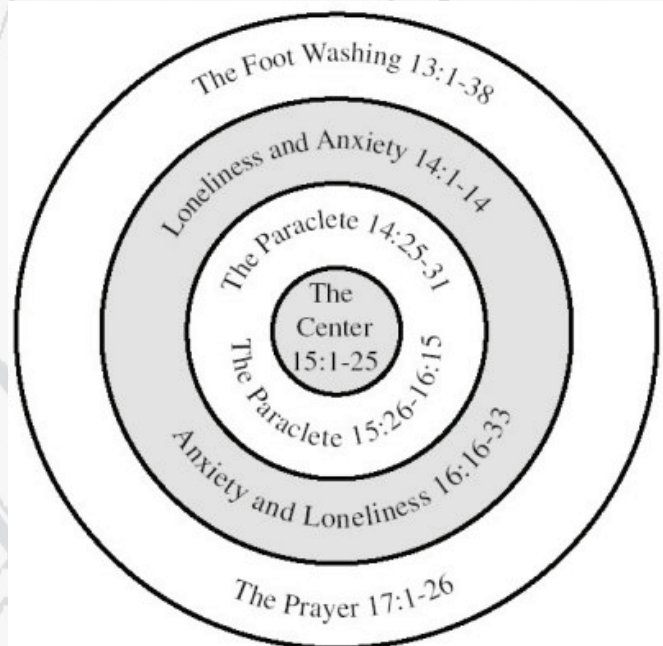 The Foot Washing 13:1-38
Loneliness and Anxiety 14:1-14
The Paraclete 14:25-31
The
Center
15:1-25
The Paraclete 15:26-16:15
Anxiety and Loneliness 16:16-33
The Prayer 17:1-26